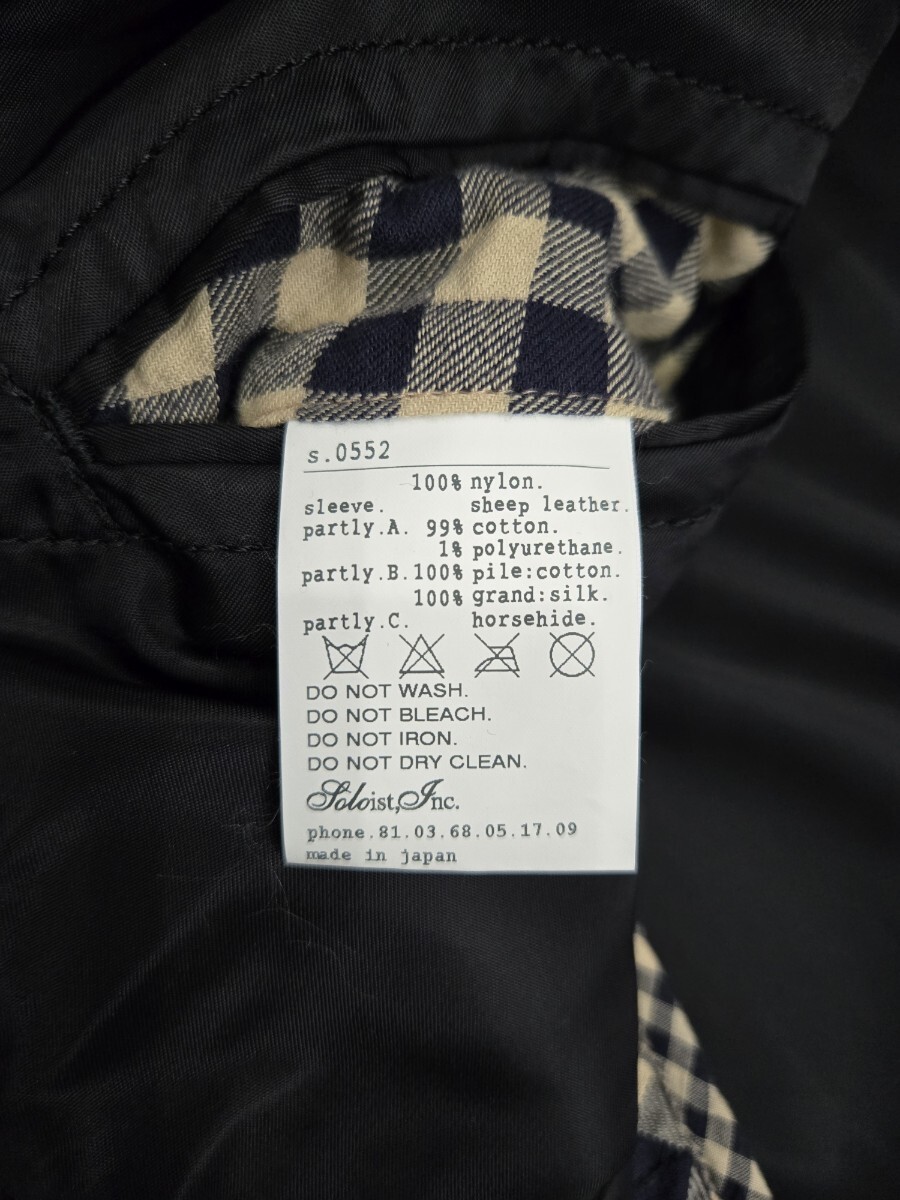 s.0552
100% nylon.
sleeve. sheep leather.
partly.A. 99% cotton.
1% polyurethane.
partly.B. 100% pile:cotton.
100% grand:silk.
partly.C. horsehide.
DO NOT WASH.
DO NOT BLEACH.
DO NOT IRON.
DO NOT DRY CLEAN.
Soloist,Inc.
phone.81.03.68.05.17.09
made in japan